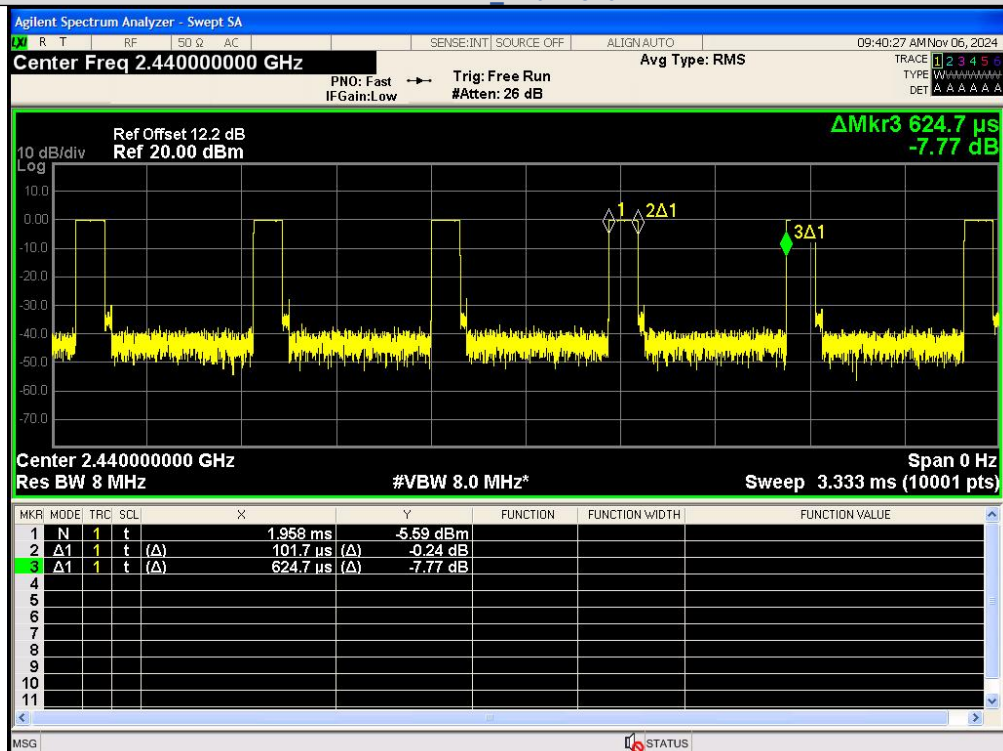 Agilent Spectrum Analyzer - Swept SA
LXI R T RF 50 Ω AC SENSE:INT SOURCE OFF ALIGN AUTO 09:40:27 AM Nov 06, 2024
Center Freq 2.440000000 GHz Avg Type: RMS TRACE 1 2 3 4 5 6
PNO: Fast Trig: Free Run TYPE WWWWWW
IFGain:Low #Atten: 26 dB DET A A A A A A
ΔMkr3 624.7 µs
-7.77 dB
Ref Offset 12.2 dB
10 dB/div Ref 20.00 dBm
Log
10.0
0.00
1 2Δ1
3Δ1
-10.0
-20.0
-30.0
-40.0
-50.0
-60.0
-70.0
Center 2.440000000 GHz Span 0 Hz
Res BW 8 MHz #VBW 8.0 MHz* Sweep 3.333 ms (10001 pts)
MKR MODE TRC SCL X Y FUNCTION FUNCTION WIDTH FUNCTION VALUE
1 N 1 t 1.958 ms -5.59 dBm
2 Δ1 1 t (Δ) 101.7 µs (Δ) -0.24 dB
3 Δ1 1 t (Δ) 624.7 µs (Δ) -7.77 dB
4
5
6
7
8
9
10
11
MSG STATUS